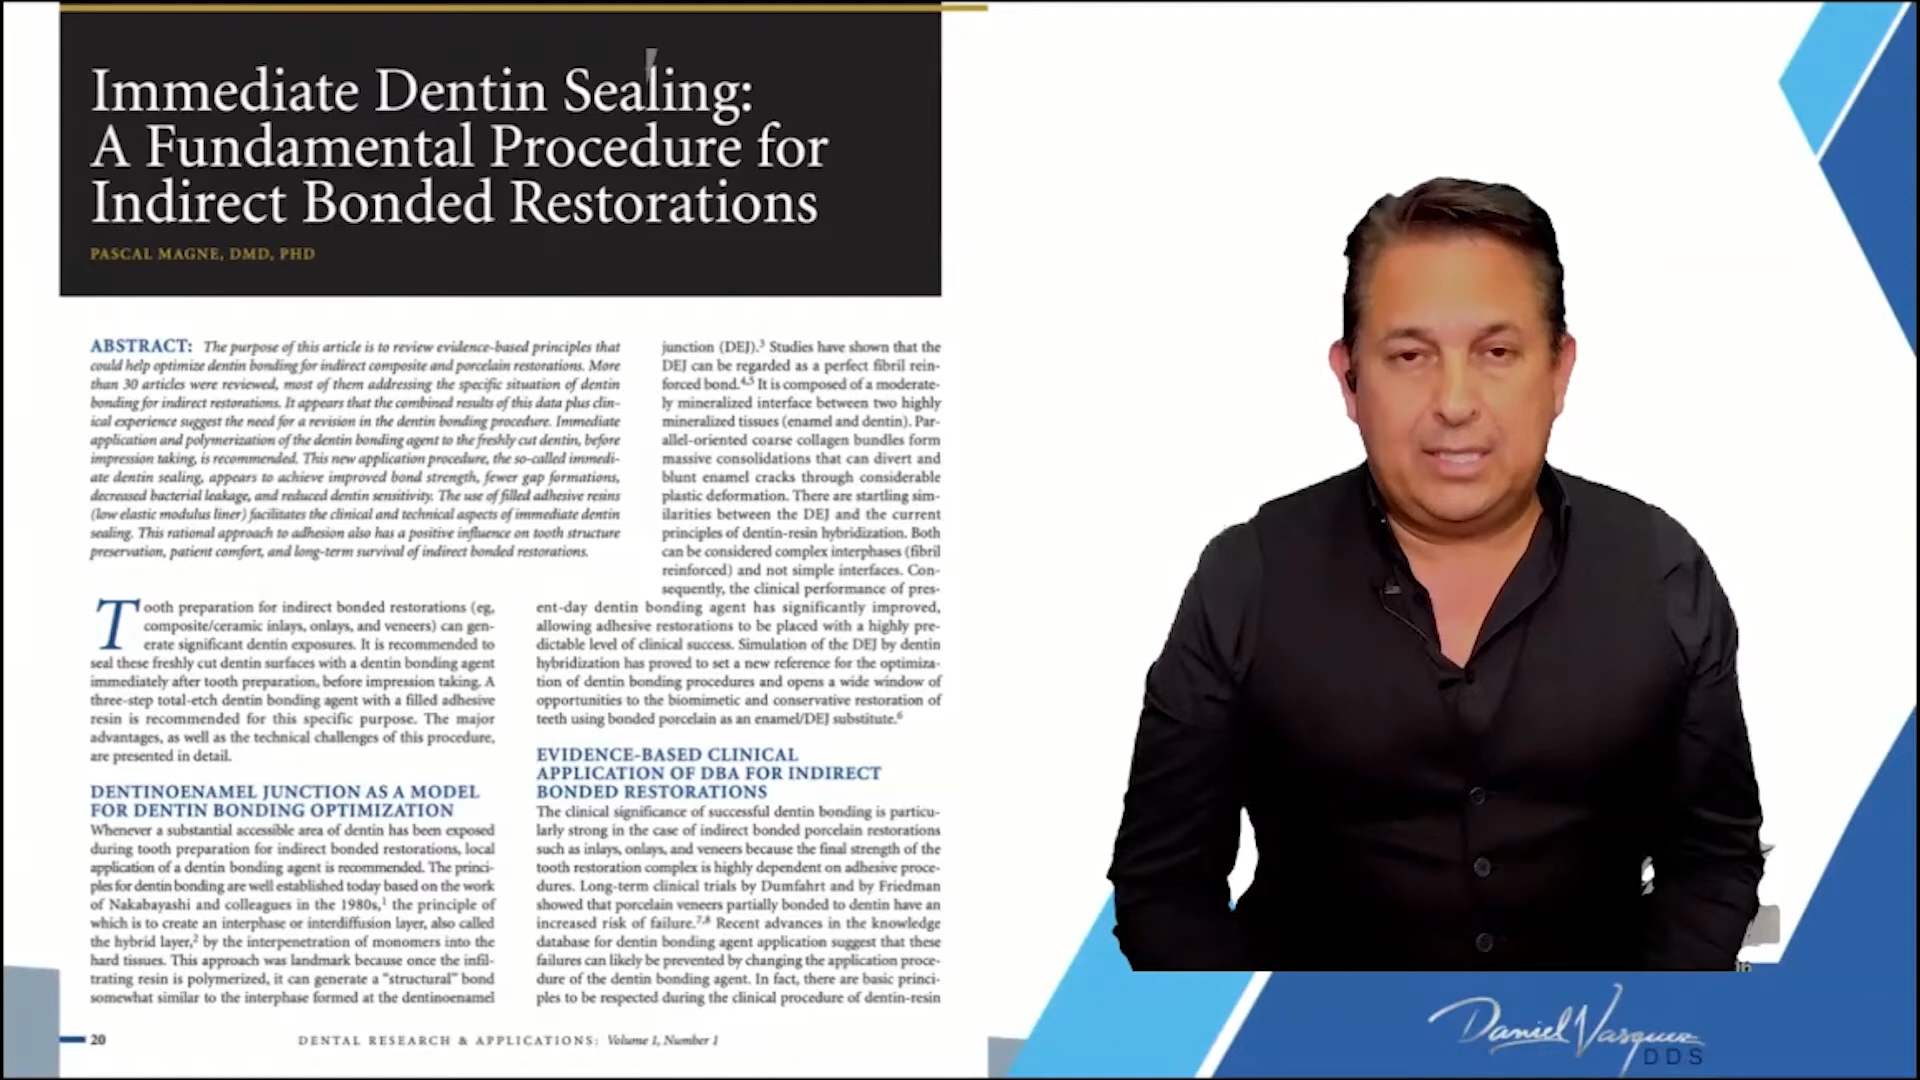 Immediate Dentin Sealing:
A Fundamental Procedure for
Indirect Bonded Restorations
PASCAL MAGNE, DMD, PHD
ABSTRACT: The purpose of this article is to review evidence-based principles that
could help optimize dentin bonding for indirect composite and porcelain restorations. More
than 30 articles were reviewed, most of them addressing the specific situation of dentin
bonding for indirect restorations. It appears that the combined results of this data plus clin-
ical experience suggest the need for a revision in the dentin bonding procedure. Immediate
application and polymerization of the dentin bonding agent to the freshly cut dentin, before
impression taking, is recommended. This new application procedure, the so-called immedi-
ate dentin sealing, appears to achieve improved bond strength, fewer gap formations,
decreased bacterial leakage, and reduced dentin sensitivity. The use of filled adhesive resins
(low elastic modulus liner) facilitates the clinical and technical aspects of immediate dentin
sealing. This rational approach to adhesion also has a positive influence on tooth structure
preservation, patient comfort, and long-term survival of indirect bonded restorations.
Tooth preparation for indirect bonded restorations (eg,
composite/ceramic inlays, onlays, and veneers) can gen-
erate significant dentin exposures. It is recommended to
seal these freshly cut dentin surfaces with a dentin bonding agent
immediately after tooth preparation, before impression taking. A
three-step total-etch dentin bonding agent with a filled adhesive
resin is recommended for this specific purpose. The major
advantages, as well as the technical challenges of this procedure,
are presented in detail.
DENTINOENAMEL JUNCTION AS A MODEL
FOR DENTIN BONDING OPTIMIZATION
Whenever a substantial accessible area of dentin has been exposed
during tooth preparation for indirect bonded restorations, local
application of a dentin bonding agent is recommended. The princi-
ples for dentin bonding are well established today based on the work
of Nakabayashi and colleagues in the 1980s,¹ the principle of
which is to create an interphase or interdiffusion layer, also called
the hybrid layer,² by the interpenetration of monomers into the
hard tissues. This approach was landmark because once the infil-
trating resin is polymerized, it can generate a “structural” bond
somewhat similar to the interphase formed at the dentinoenamel
junction (DEJ).³ Studies have shown that the
DEJ can be regarded as a perfect fibril rein-
forced bond.⁴,⁵ It is composed of a moderate-
ly mineralized interface between two highly
mineralized tissues (enamel and dentin). Par-
allel-oriented coarse collagen bundles form
massive consolidations that can divert and
blunt enamel cracks through considerable
plastic deformation. There are startling sim-
ilarities between the DEJ and the current
principles of dentin-resin hybridization. Both
can be considered complex interphases (fibril
reinforced) and not simple interfaces. Con-
sequently, the clinical performance of pres-
ent-day dentin bonding agent has significantly improved,
allowing adhesive restorations to be placed with a highly pre-
dictable level of clinical success. Simulation of the DEJ by dentin
hybridization has proved to set a new reference for the optimiza-
tion of dentin bonding procedures and opens a wide window of
opportunities to the biomimetic and conservative restoration of
teeth using bonded porcelain as an enamel/DEJ substitute.⁶
EVIDENCE-BASED CLINICAL
APPLICATION OF DBA FOR INDIRECT
BONDED RESTORATIONS
The clinical significance of successful dentin bonding is particu-
larly strong in the case of indirect bonded porcelain restorations
such as inlays, onlays, and veneers because the final strength of the
tooth restoration complex is highly dependent on adhesive proce-
dures. Long-term clinical trials by Dumfahrt and by Friedman
showed that porcelain veneers partially bonded to dentin have an
increased risk of failure.⁷,⁸ Recent advances in the knowledge
database for dentin bonding agent application suggest that these
failures can likely be prevented by changing the application proce-
dure of the dentin bonding agent. In fact, there are basic princi-
ples to be respected during the clinical procedure of dentin-resin
20
DENTAL RESEARCH & APPLICATIONS: Volume 1, Number 1
16
Daniel Vasquez
DDS